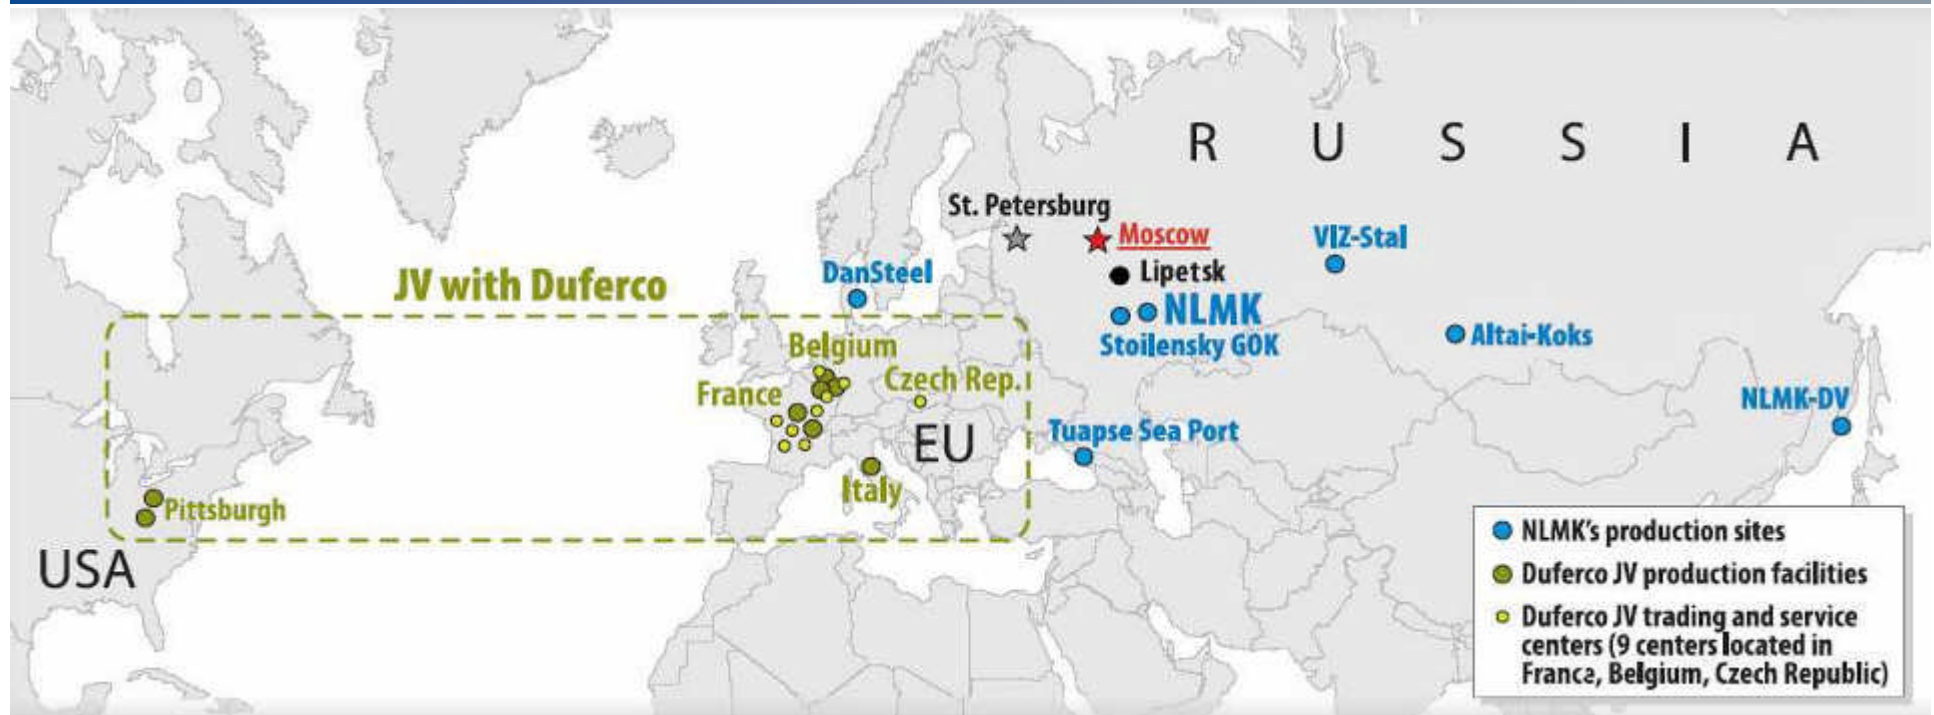 R U S S I A
St. Petersburg
Moscow
VIZ-Stal
DanSteel
Lipetsk
JV with Duferco
NLMK
Stoilensky GOK
Altai-Koks
Belgium
Czech Rep.
France
NLMK-DV
Tuapse Sea Port
EU
Italy
Pittsburgh
USA
NLMK's production sites
Duferco JV production facilities
Duferco JV trading and service
centers (9 centers located in
France, Belgium, Czech Republic)